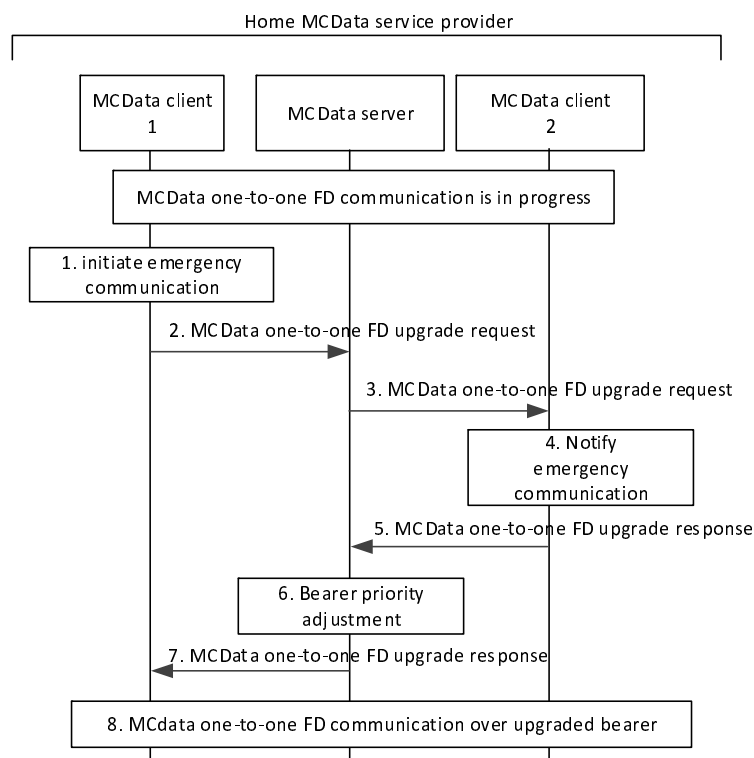 Home MCData service provider
MCData client
1
MCData server
MCData client
2
MCData one-to-one FD communication is in progress
1. initiate emergency
communication
2. MCData one-to-one FD upgrade request
3. MCData one-to-one FD upgrade request
4. Notify
emergency
communication
5. MCData one-to-one FD upgrade response
6. Bearer priority
adjustment
7. MCData one-to-one FD upgrade response
8. MCdata one-to-one FD communication over upgraded bearer